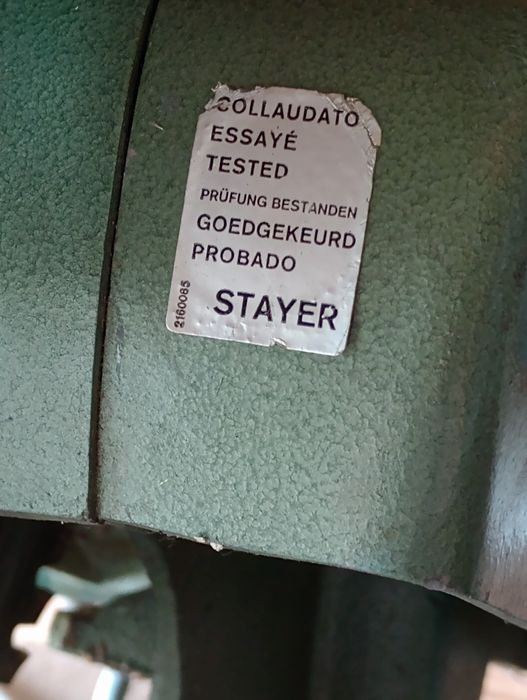 COLLAUDATO
ESSAYÉ
TESTED
PRÜFUNG BESTANDEN
GOEDGEKEURD
PROBADO
STAYER
2160085